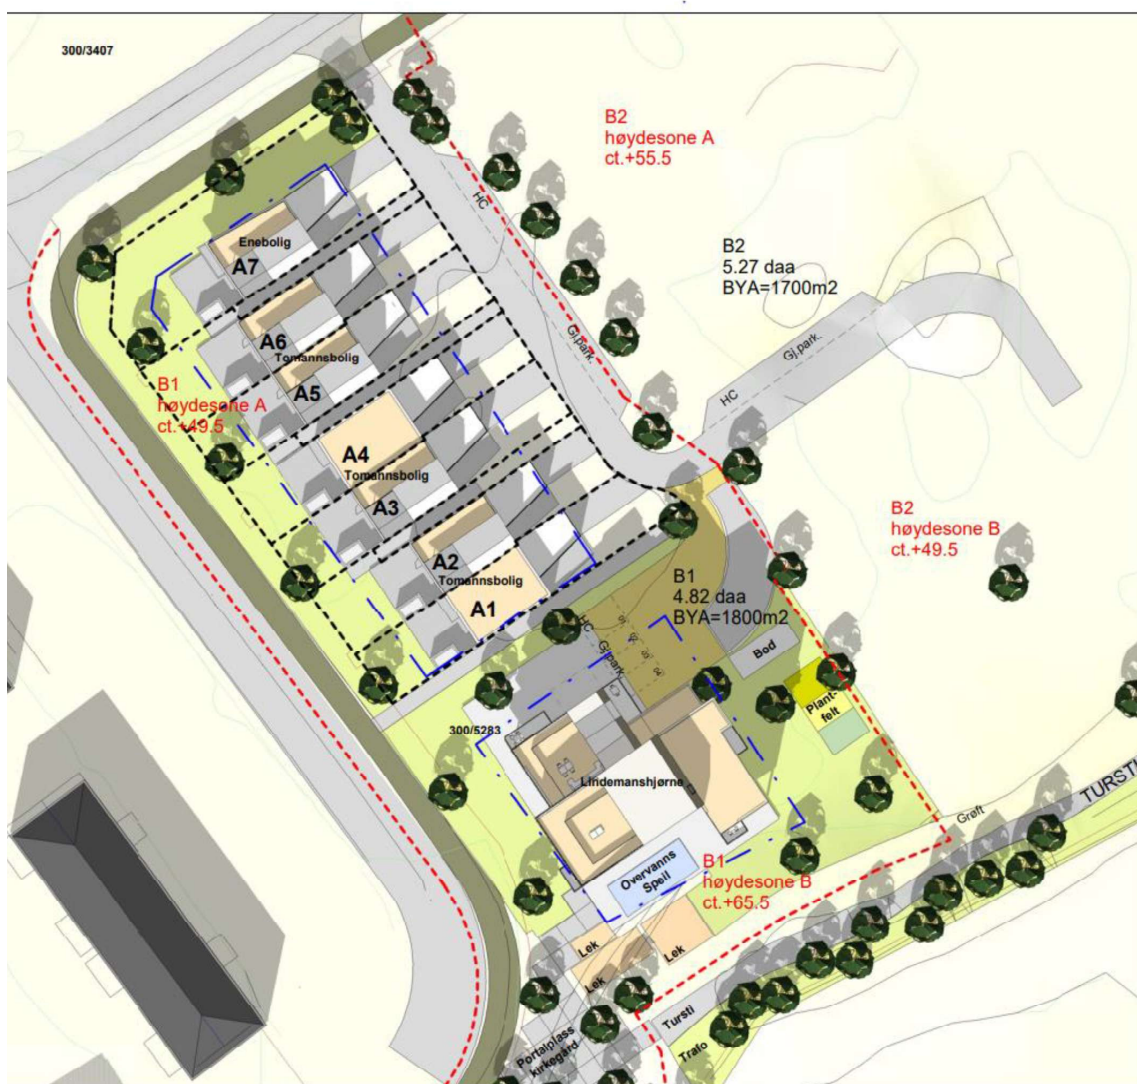 300/3407
B2
høydesone A
ct.+55.5
HC
B2
5.27 daa
BYA=1700m2
Enebolig
A7
Gj.park.
Gj.park.
HC
A6
Tomannsbolig
A5
B1
høydesone A
ct.+49.5
A4
Tomannsbolig
A3
B2
høydesone B
ct.+49.5
A2
Tomannsbolig
A1
B1
4.82 daa
BYA=1800m2
HC
Gj.park
Bod
Plant-
felt
300/5283
Lindemanshjørne
TURSTI
Grøft
Overvanns
Speil
B1
høydesone B
ct.+65.5
Lek
Lek
Lek
Tursti
Trafo
Portalplass
kirkegård